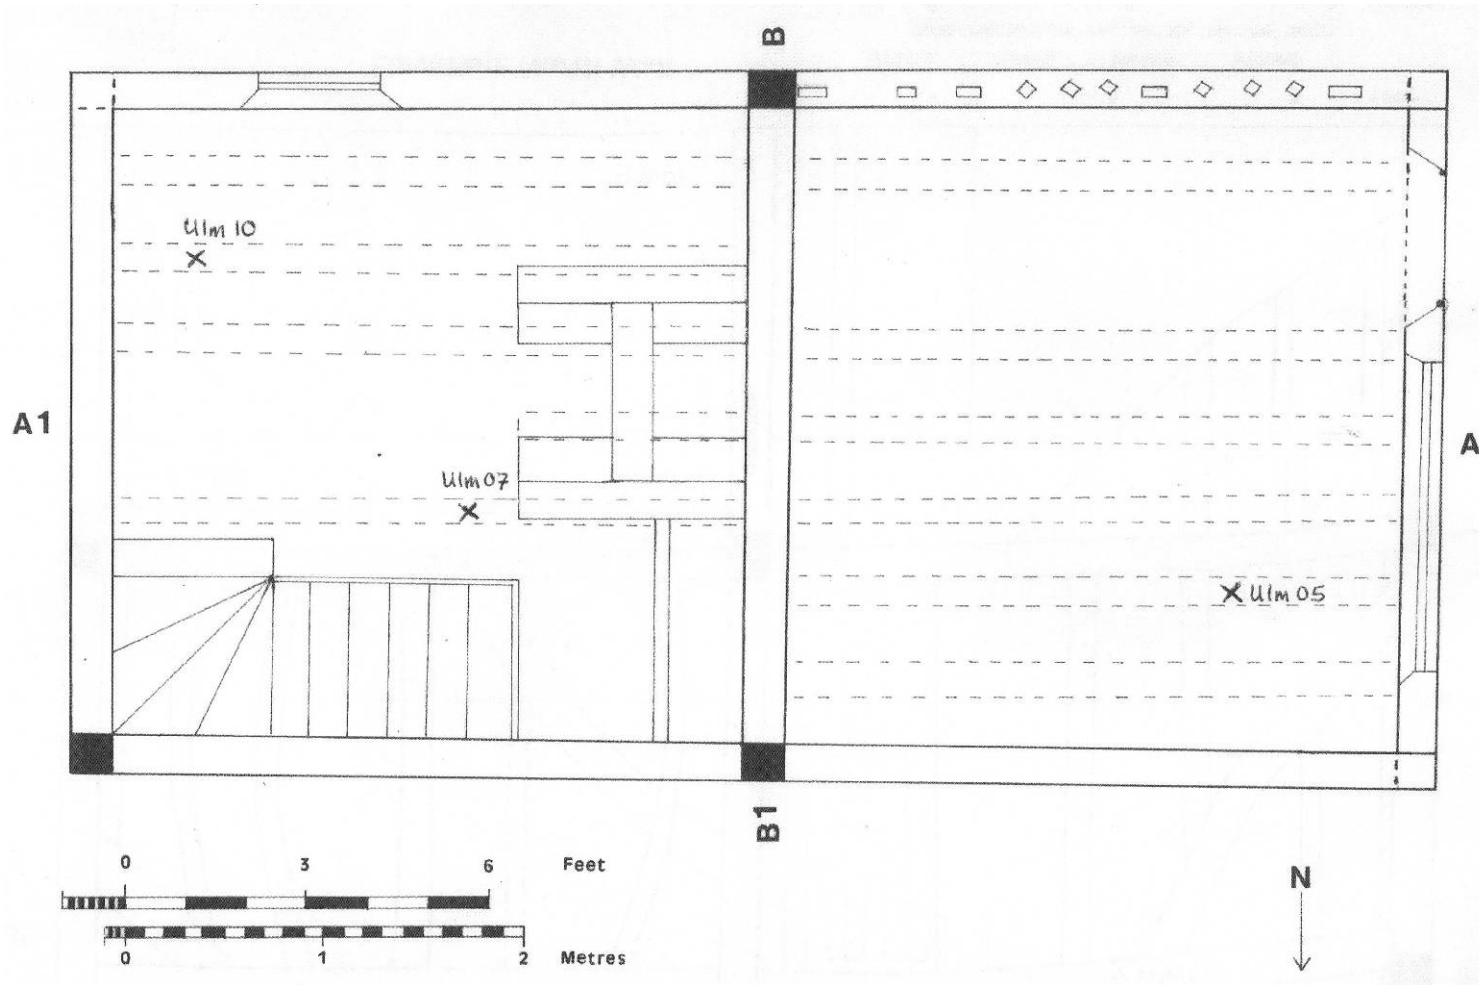 B
Ulm 10
A1
Ulm 07
A
Ulm 05
B1
0 3 6 Feet
N
0 1 2 Metres